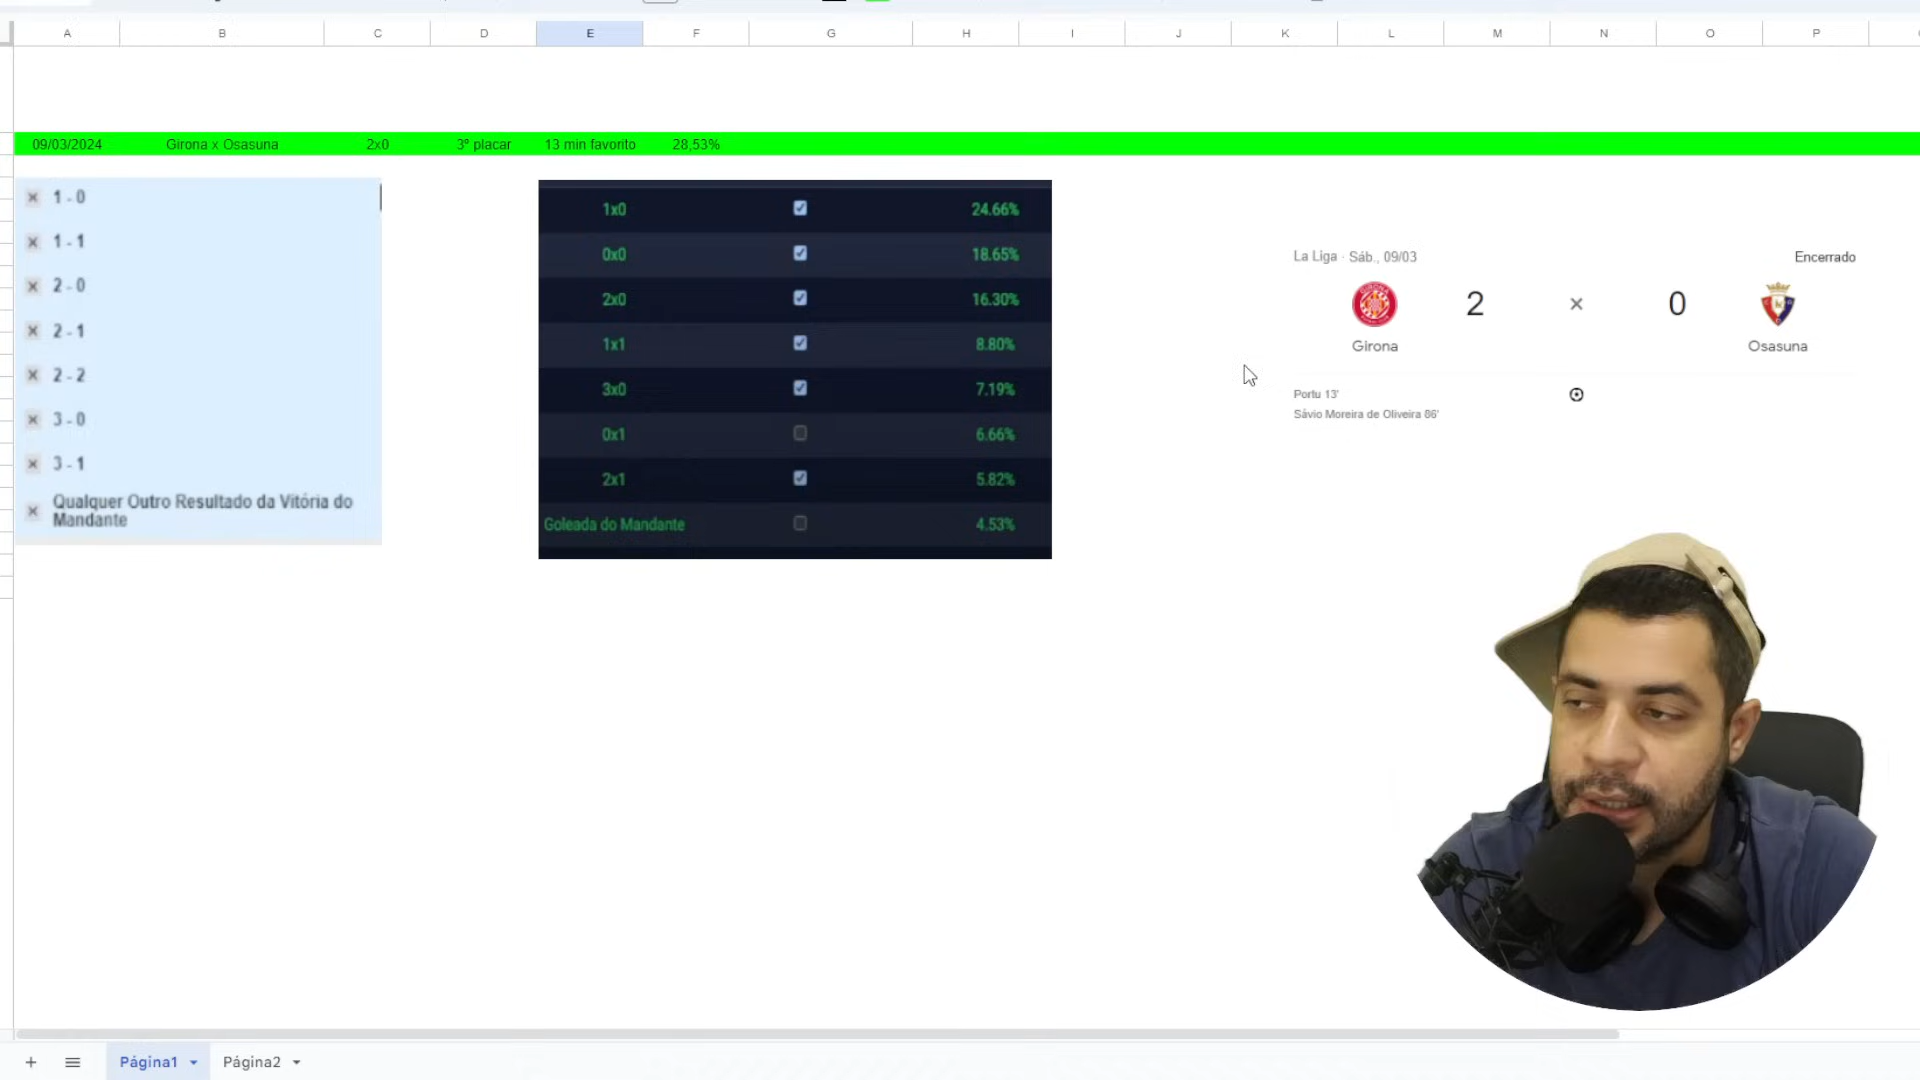 A B C D E F G H I J K L M N O P
09/03/2024 Girona x Osasuna 2x0 3º placar 13 min favorito 28,53%
1 - 0
1 - 1
2 - 0
2 - 1
2 - 2
3 - 0
3 - 1
Qualquer Outro Resultado da Vitória do
Mandante
1x0 24.66%
0x0 18.65%
2x0 16.30%
1x1 8.80%
3x0 7.19%
0x1 6.66%
2x1 5.82%
Goleada do Mandante 4.53%
La Liga · Sáb., 09/03 Encerrado
2 × 0
Girona Osasuna
Portu 13'
Sávio Moreira de Oliveira 86'
Página1 Página2